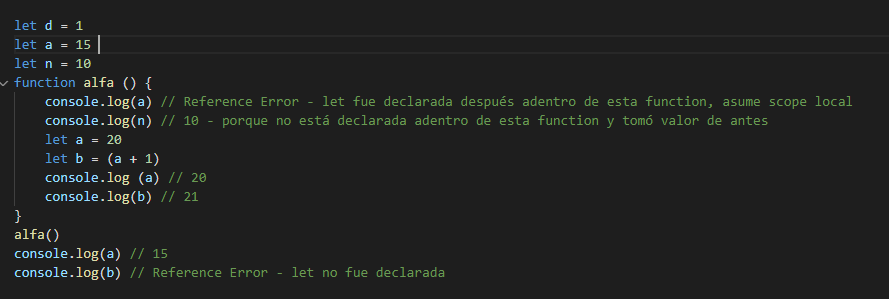 let d = 1
let a = 15
let n = 10
function alfa () {
    console.log(a) // Reference Error - let fue declarada después adentro de esta function, asume scope local
    console.log(n) // 10 - porque no está declarada adentro de esta function y tomó valor de antes
    let a = 20
    let b = (a + 1)
    console.log (a) // 20
    console.log(b) // 21
}
alfa()
console.log(a) // 15
console.log(b) // Reference Error - let no fue declarada